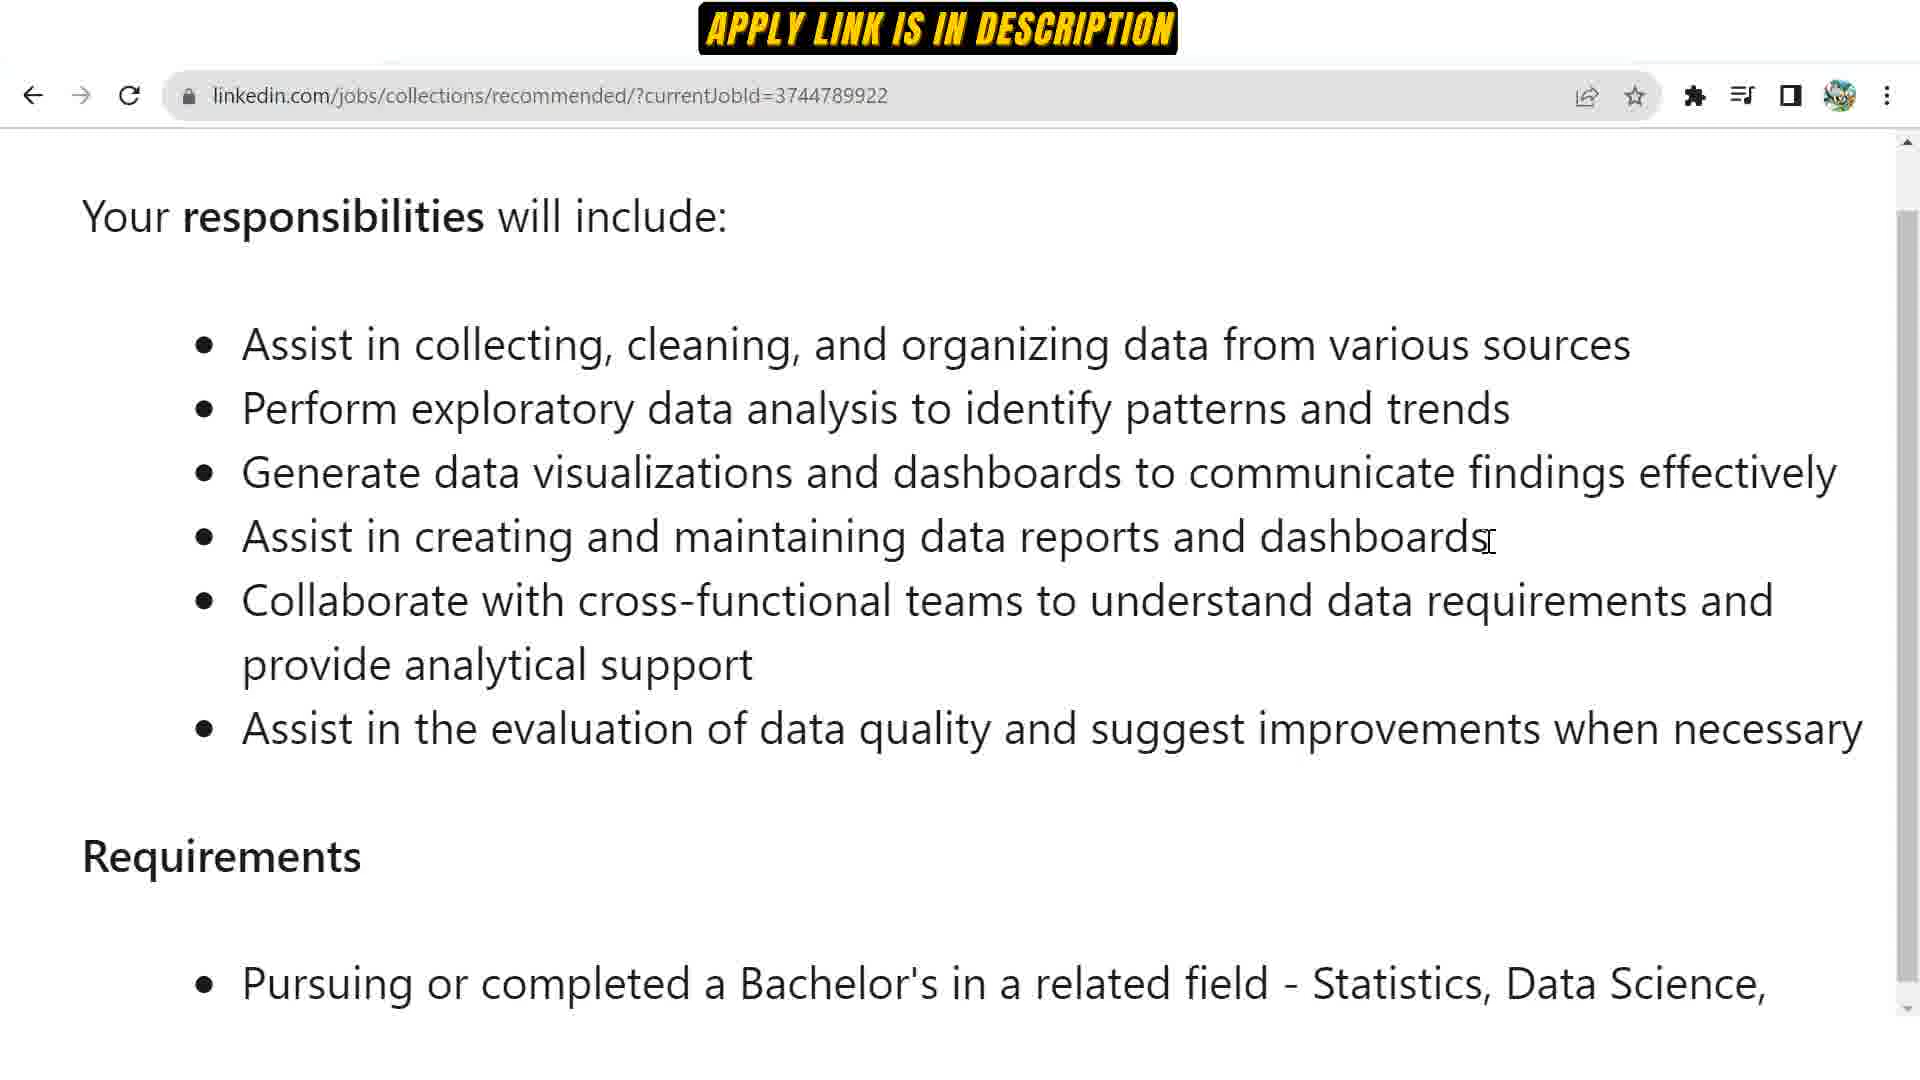 APPLY LINK IS IN DESCRIPTION
linkedin.com/jobs/collections/recommended/?currentJobId=3744789922
Your responsibilities will include:
• Assist in collecting, cleaning, and organizing data from various sources
• Perform exploratory data analysis to identify patterns and trends
• Generate data visualizations and dashboards to communicate findings effectively
• Assist in creating and maintaining data reports and dashboards
• Collaborate with cross-functional teams to understand data requirements and
provide analytical support
• Assist in the evaluation of data quality and suggest improvements when necessary
Requirements
• Pursuing or completed a Bachelor's in a related field - Statistics, Data Science,